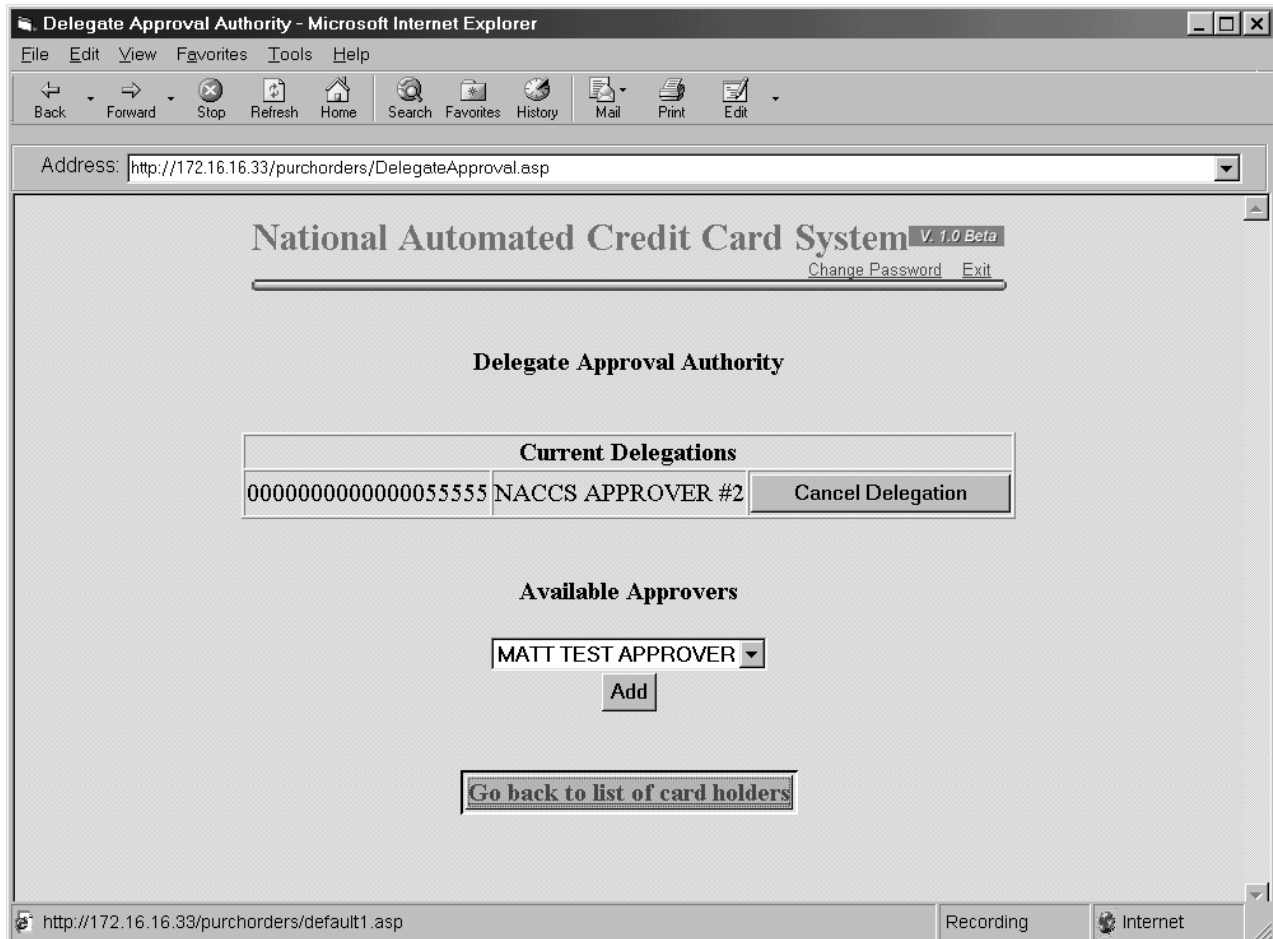 Delegate Approval Authority - Microsoft Internet Explorer
File Edit View Favorites Tools Help
Back Forward Stop Refresh Home Search Favorites History Mail Print Edit
Address: http://172.16.16.33/purchorders/DelegateApproval.asp
National Automated Credit Card System V. 1.0 Beta
Change Password Exit
Delegate Approval Authority
Current Delegations
0000000000000055555 NACCS APPROVER #2 Cancel Delegation
Available Approvers
MATT TEST APPROVER
Add
Go back to list of card holders
http://172.16.16.33/purchorders/default1.asp Recording Internet